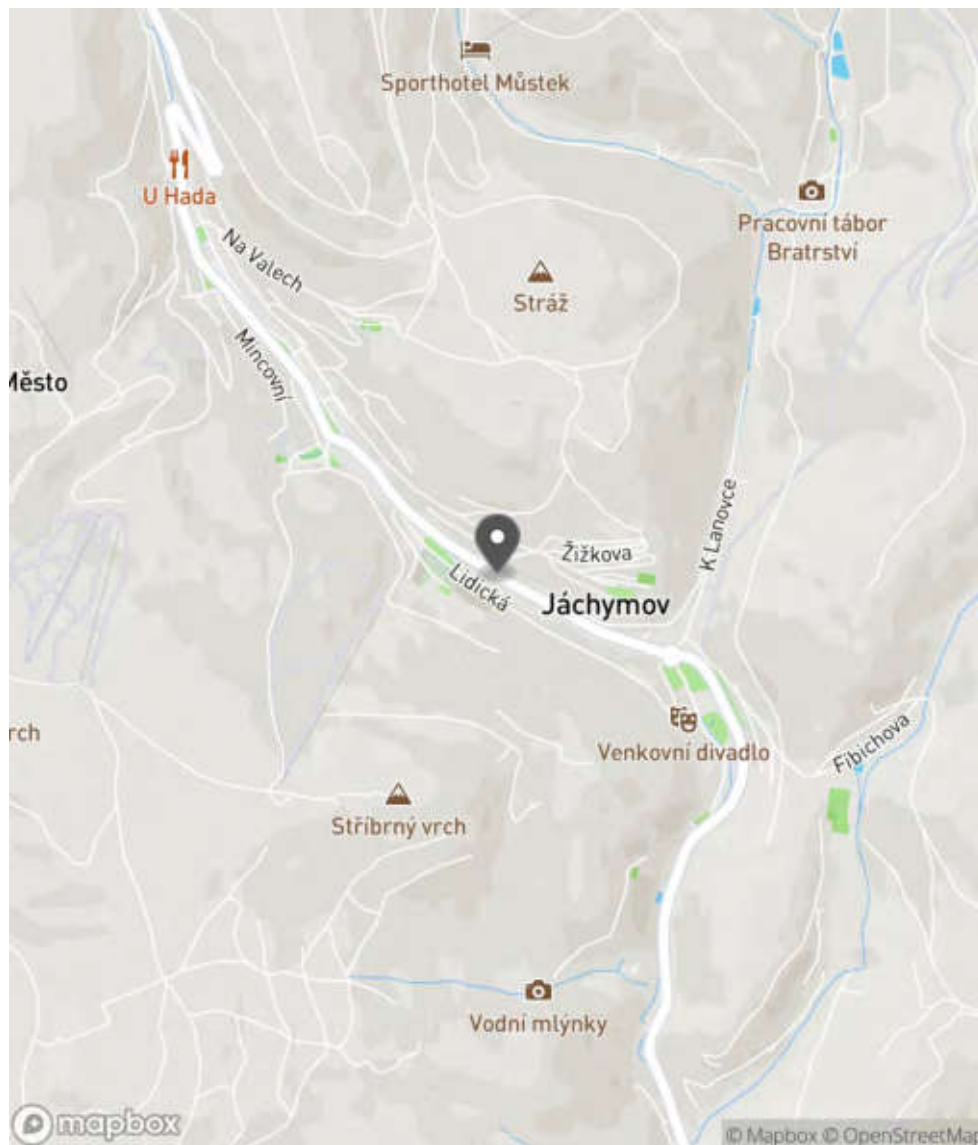 Sporthotel Můstek
U Hada
Pracovní tábor
Bratrství
Na Valech
Stráž
Mincovní
Město
K Lanovce
Žižkova
Lidická
Jáchymov
rch
Venkovní divadlo
Fibichova
Stříbrný vrch
Vodní mlýnky
mapbox
© Mapbox © OpenStreetMap